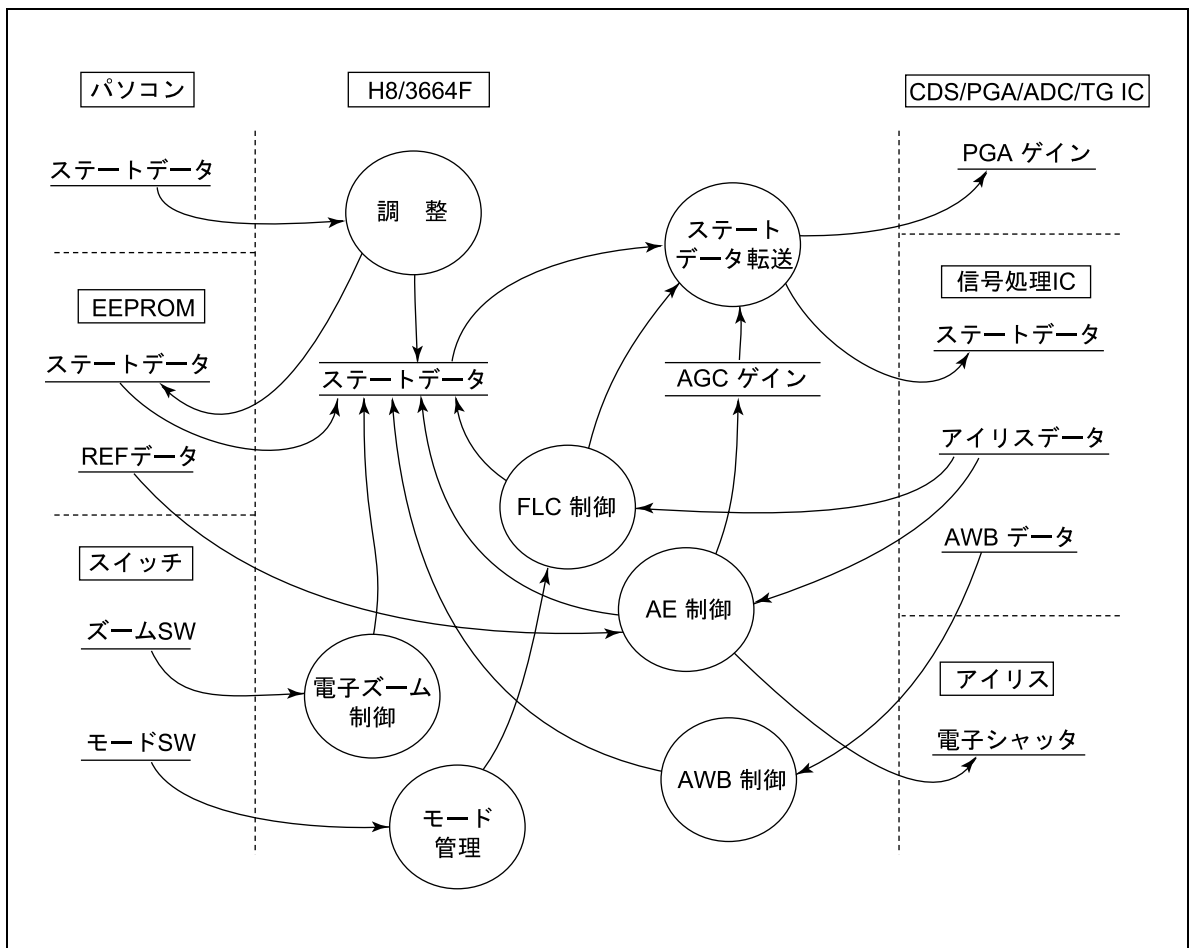 パソコン
H8/3664F
CDS/PGA/ADC/TG IC
ステートデータ
PGA ゲイン
調 整
ステート
データ転送
EEPROM
信号処理IC
ステートデータ
ステートデータ
ステートデータ
AGC ゲイン
REFデータ
アイリスデータ
FLC 制御
AWB データ
スイッチ
AE 制御
ズームSW
アイリス
電子ズーム
制御
モードSW
電子シャッタ
AWB 制御
モード
管理